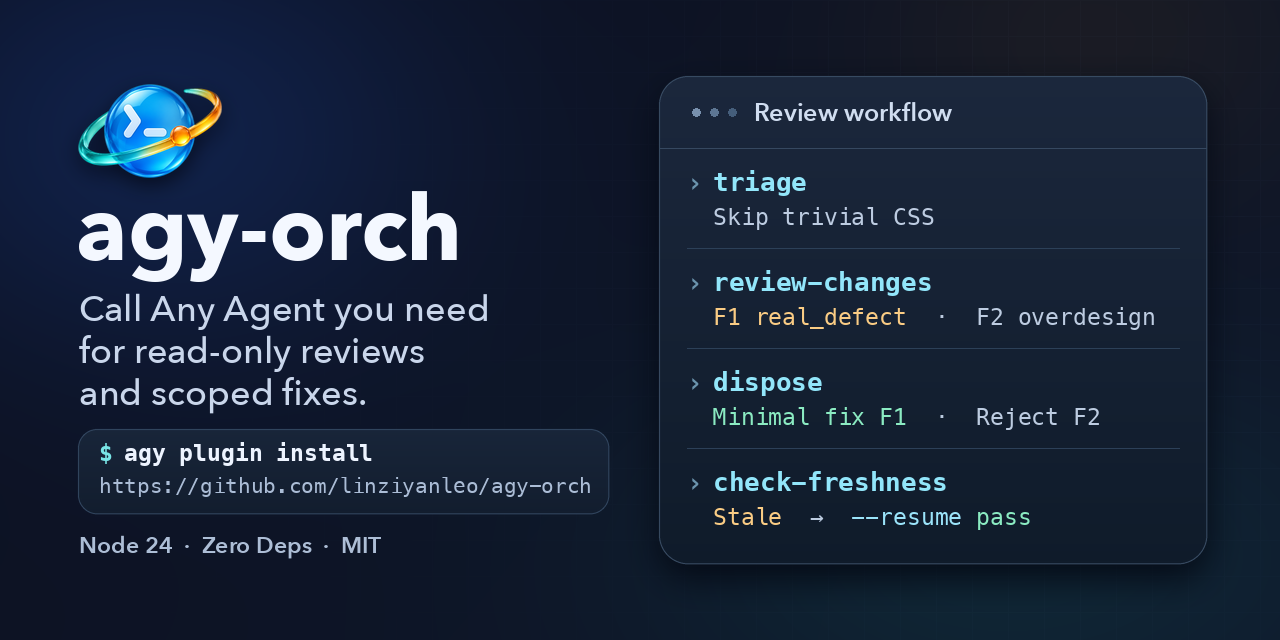 agy-orch
Call Any Agent you need
for read-only reviews
and scoped fixes.
$ agy plugin install
https://github.com/linziyanleo/agy-orch
Node 24 · Zero Deps · MIT
Review workflow
› triage
Skip trivial CSS
› review-changes
F1 real_defect · F2 overdesign
› dispose
Minimal fix F1 · Reject F2
› check-freshness
Stale → --resume pass